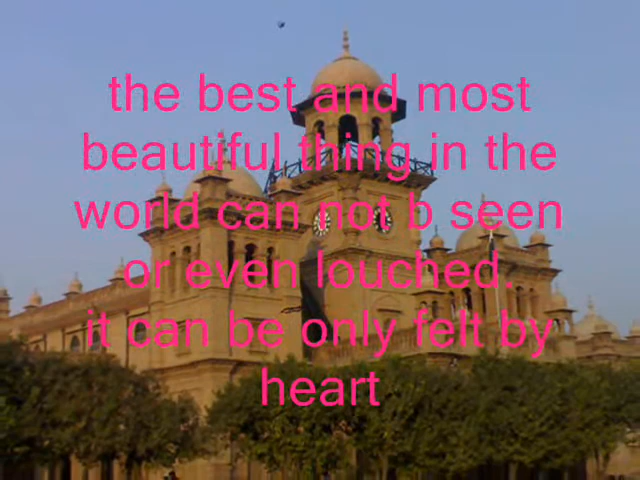 the best and most
beautiful thing in the
world can not b seen
or even louched.
it can be only felt by
heart